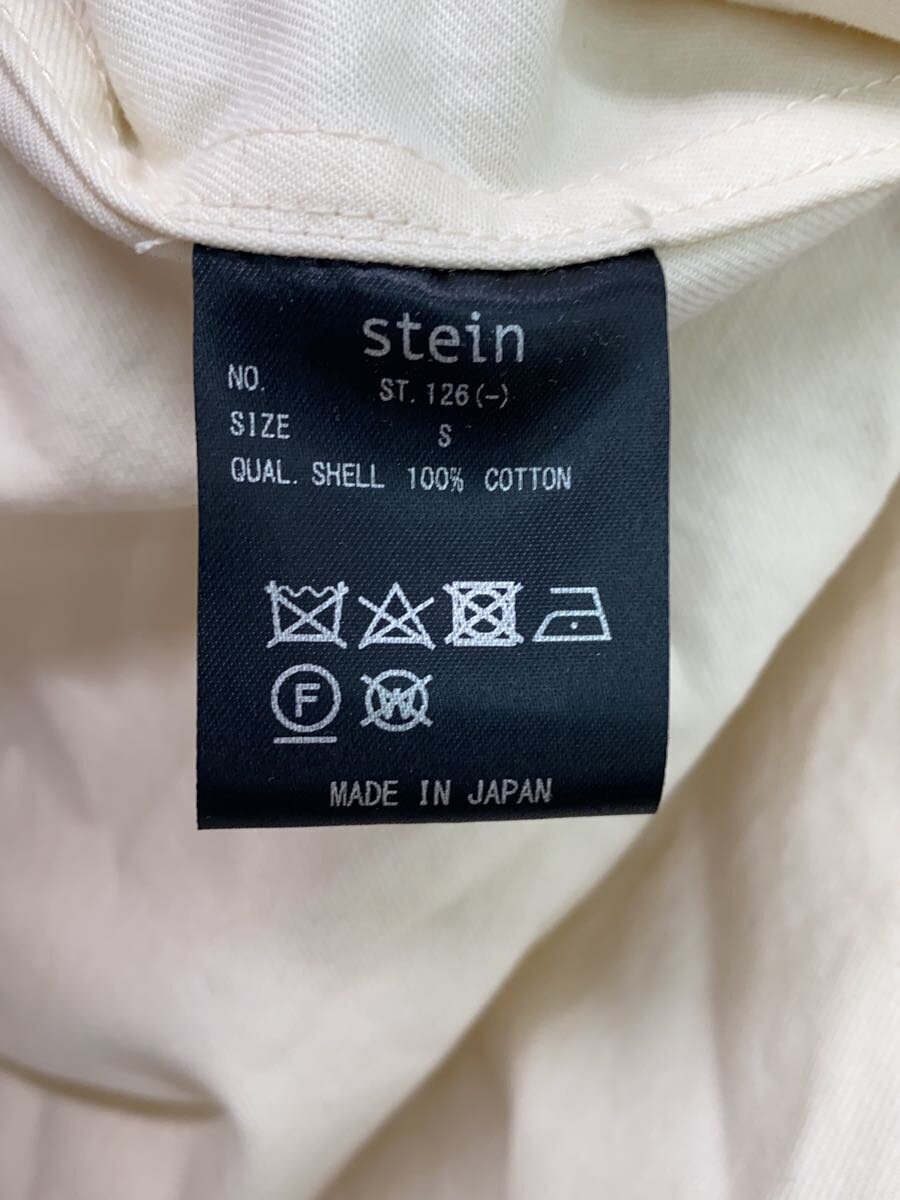 stein
NO. ST. 126(-)
SIZE S
QUAL. SHELL 100% COTTON
F W
MADE IN JAPAN